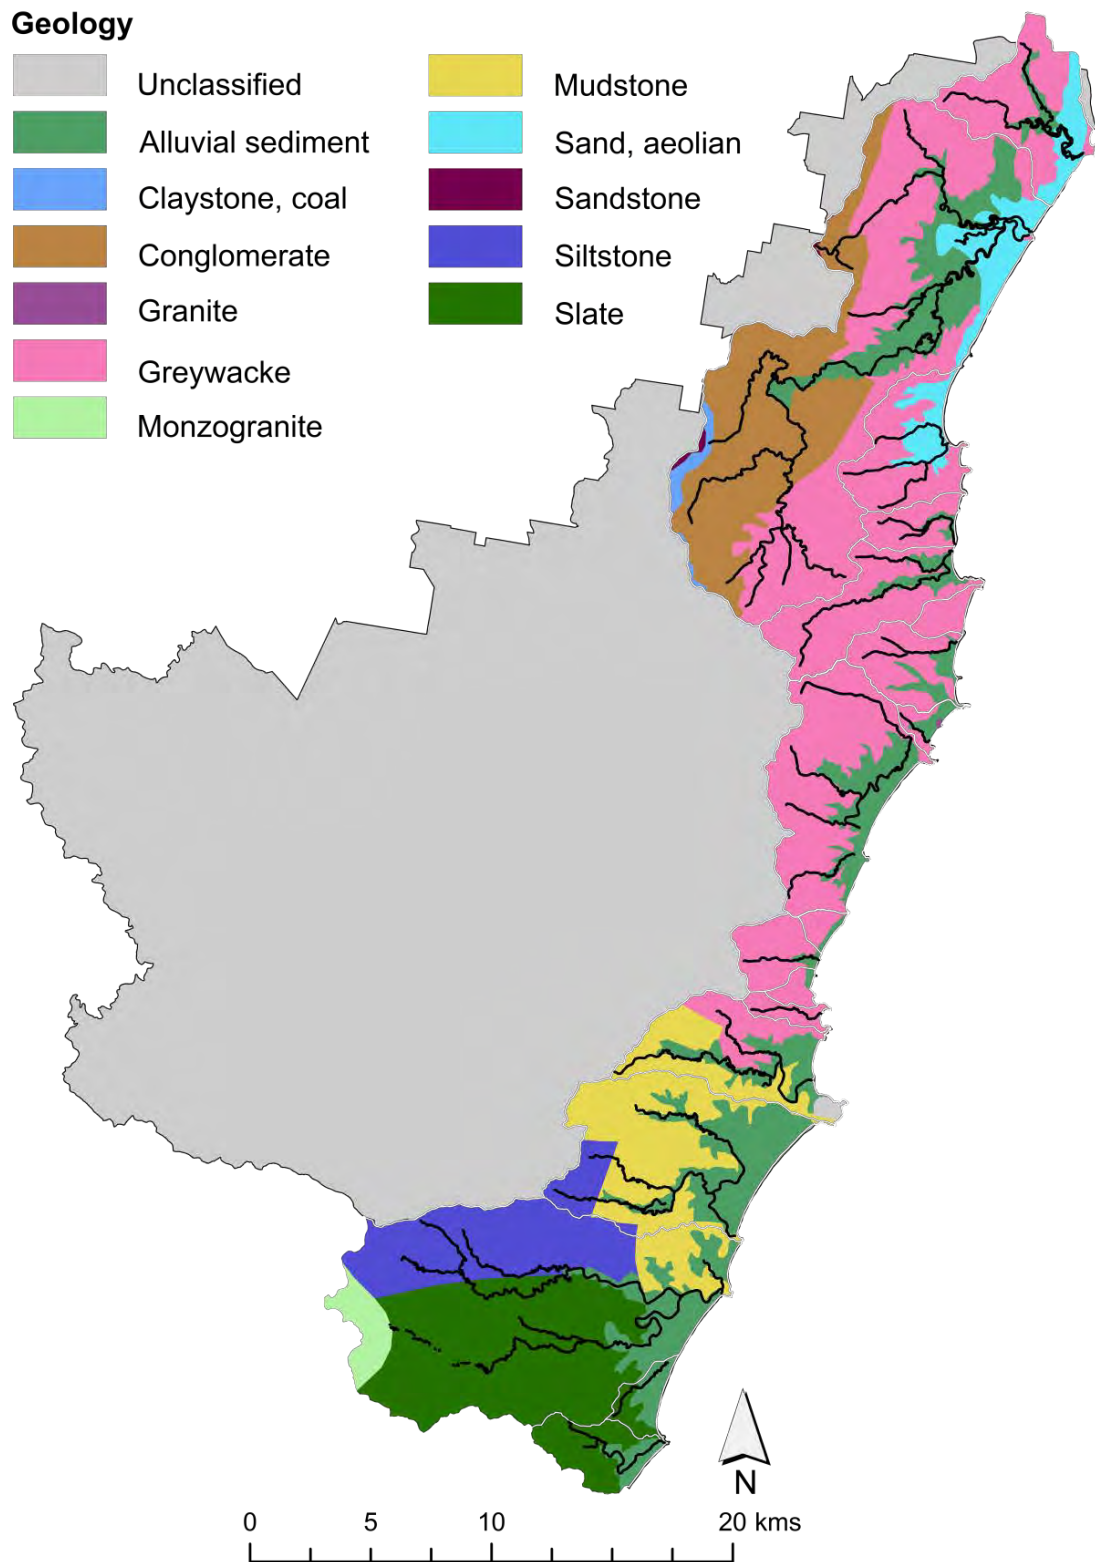 Geology
Unclassified
Alluvial sediment
Claystone, coal
Conglomerate
Granite
Greywacke
Monzogranite
Mudstone
Sand, aeolian
Sandstone
Siltstone
Slate
N
0 5 10 20 kms